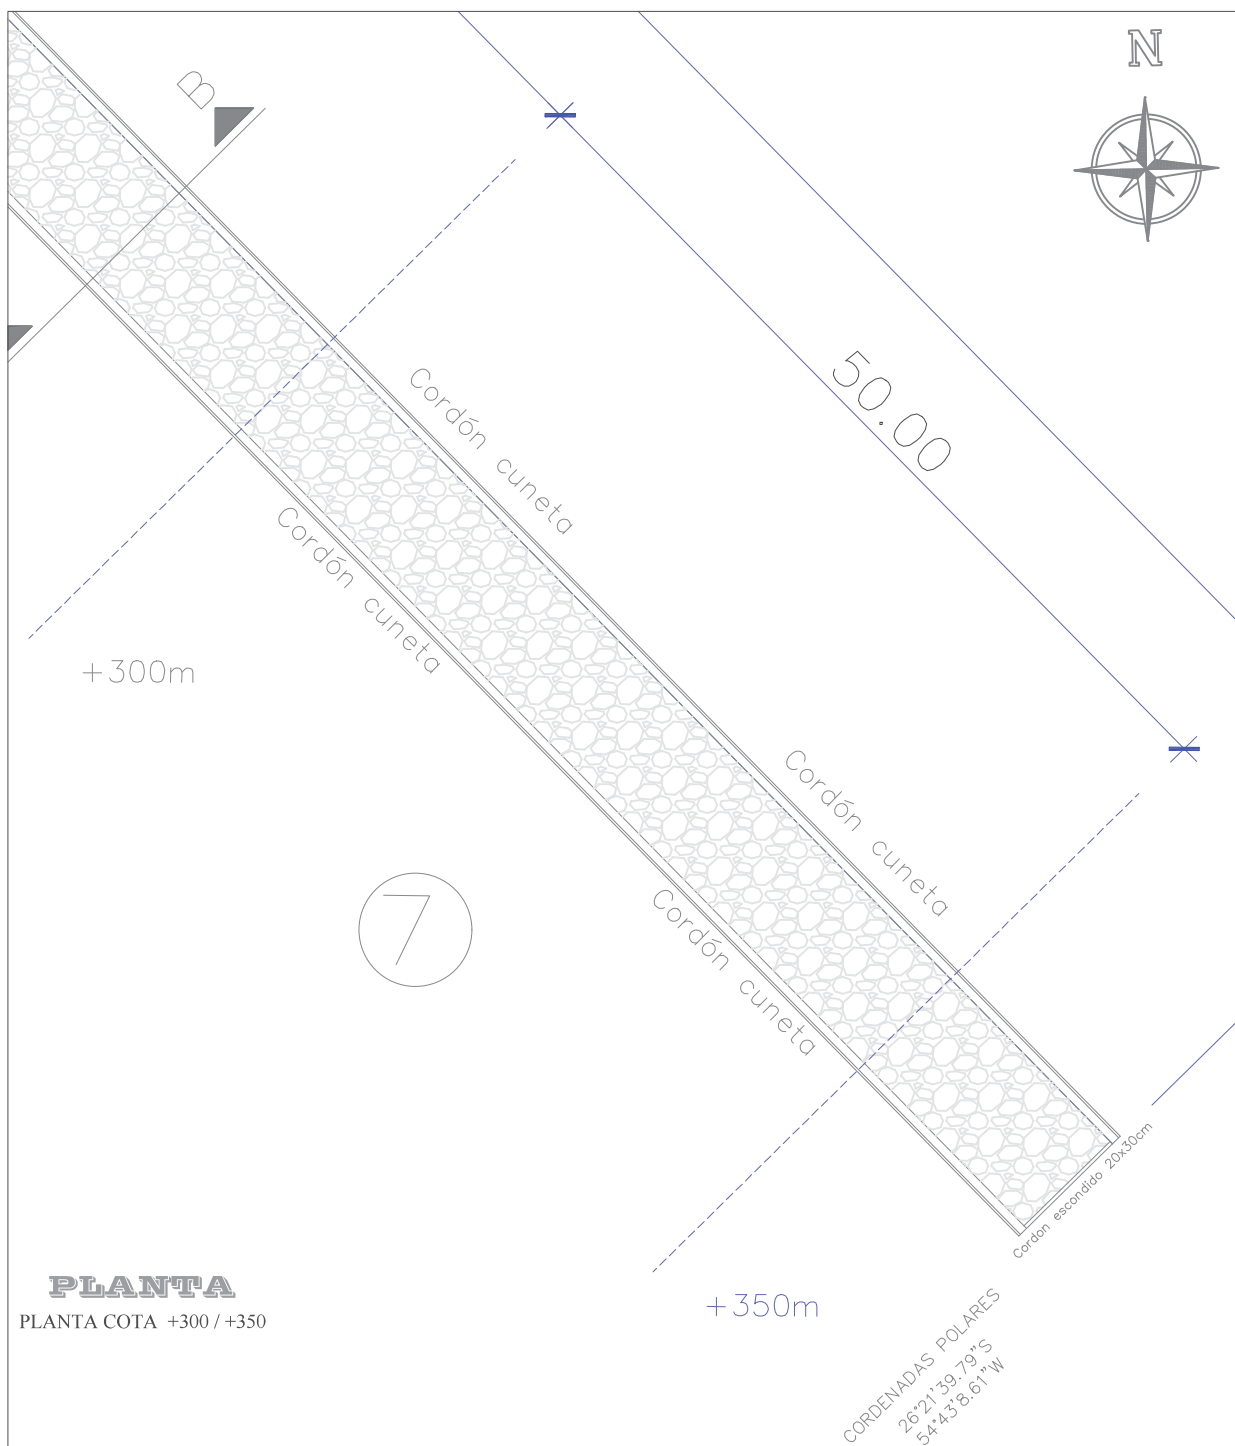 N
B
50.00
Cordón cuneta
Cordón cuneta
+300m
Cordón cuneta
Cordón cuneta
7
Cordon escondido 20x30cm
PLANTA
PLANTA COTA +300 / +350
+350m
CORDENADAS POLARES
26°21'39.79"S
54°43'8.61"W